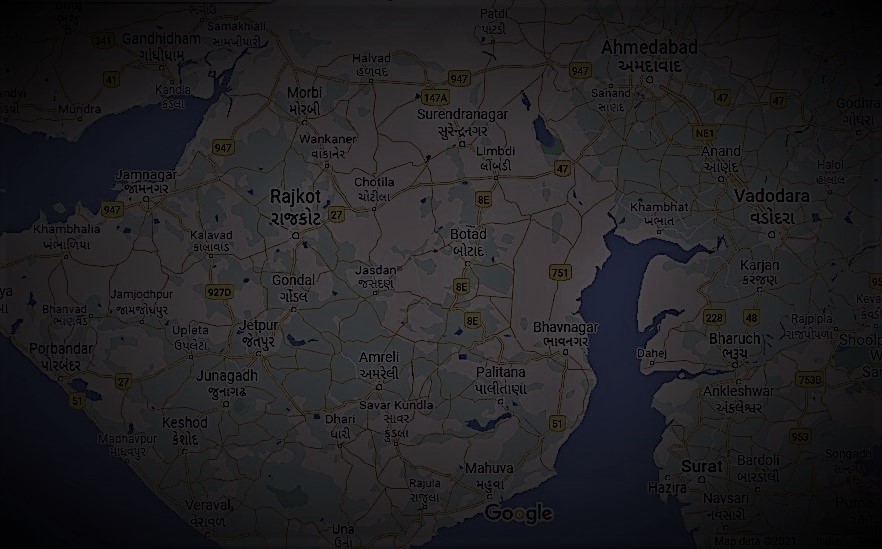 Patdi
પાટડી
Samakhiali
સામખીયારી
341
Gandhidham
ગાંધીધામ
Ahmedabad
અમદાવાદ
Halvad
હળવદ
947
947
41
Kandla
કંડલા
Morbi
મોરબી
147A
Sanand
સાણંદ
47
47
Mundra
મુંદ્રા
Surendranagar
સુરેન્દ્રનગર
NE1
Godhra
ગોધરા
Wankaner
વાંકાનેર
947
Limbdi
લીંબડી
Anand
આણંદ
47
Halol
હાલોલ
Jamnagar
જામનગર
Chotila
ચોટીલા
Rajkot
રાજકોટ
8E
Vadodara
વડોદરા
947
27
Khambhat
ખંભાત
Khambhalia
ખંભાળિયા
Kalavad
કાલાવાડ
Botad
બોટાદ
Karjan
કરજણ
Jasdan
જસદણ
751
Gondal
ગોંડલ
8E
927D
Jamjodhpur
જામજોધપુર
Bhanvad
ભાણવડ
8E
228
48
Rajpipla
રાજપીપળા
Upleta
ઉપલેટા
Jetpur
જેતપુર
Bhavnagar
ભાવનગર
Bharuch
ભરૂચ
Porbandar
પોરબંદર
Amreli
અમરેલી
Dahej
Palitana
પાલીતાણા
27
Junagadh
જુનાગઢ
753B
Ankleshwar
અંકલેશ્વર
51
Savar Kundla
સાવર
કુંડલા
Dhari
ધારી
Keshod
કેશોદ
51
953
Madhavpur
માધવપુર
Mahuva
મહુવા
Surat
Bardoli
બારડોલી
Hazira
Rajula
રાજુલા
Navsari
નવસારી
Veraval
વેરાવળ
Google
Una
ઉના
Map data ©2021